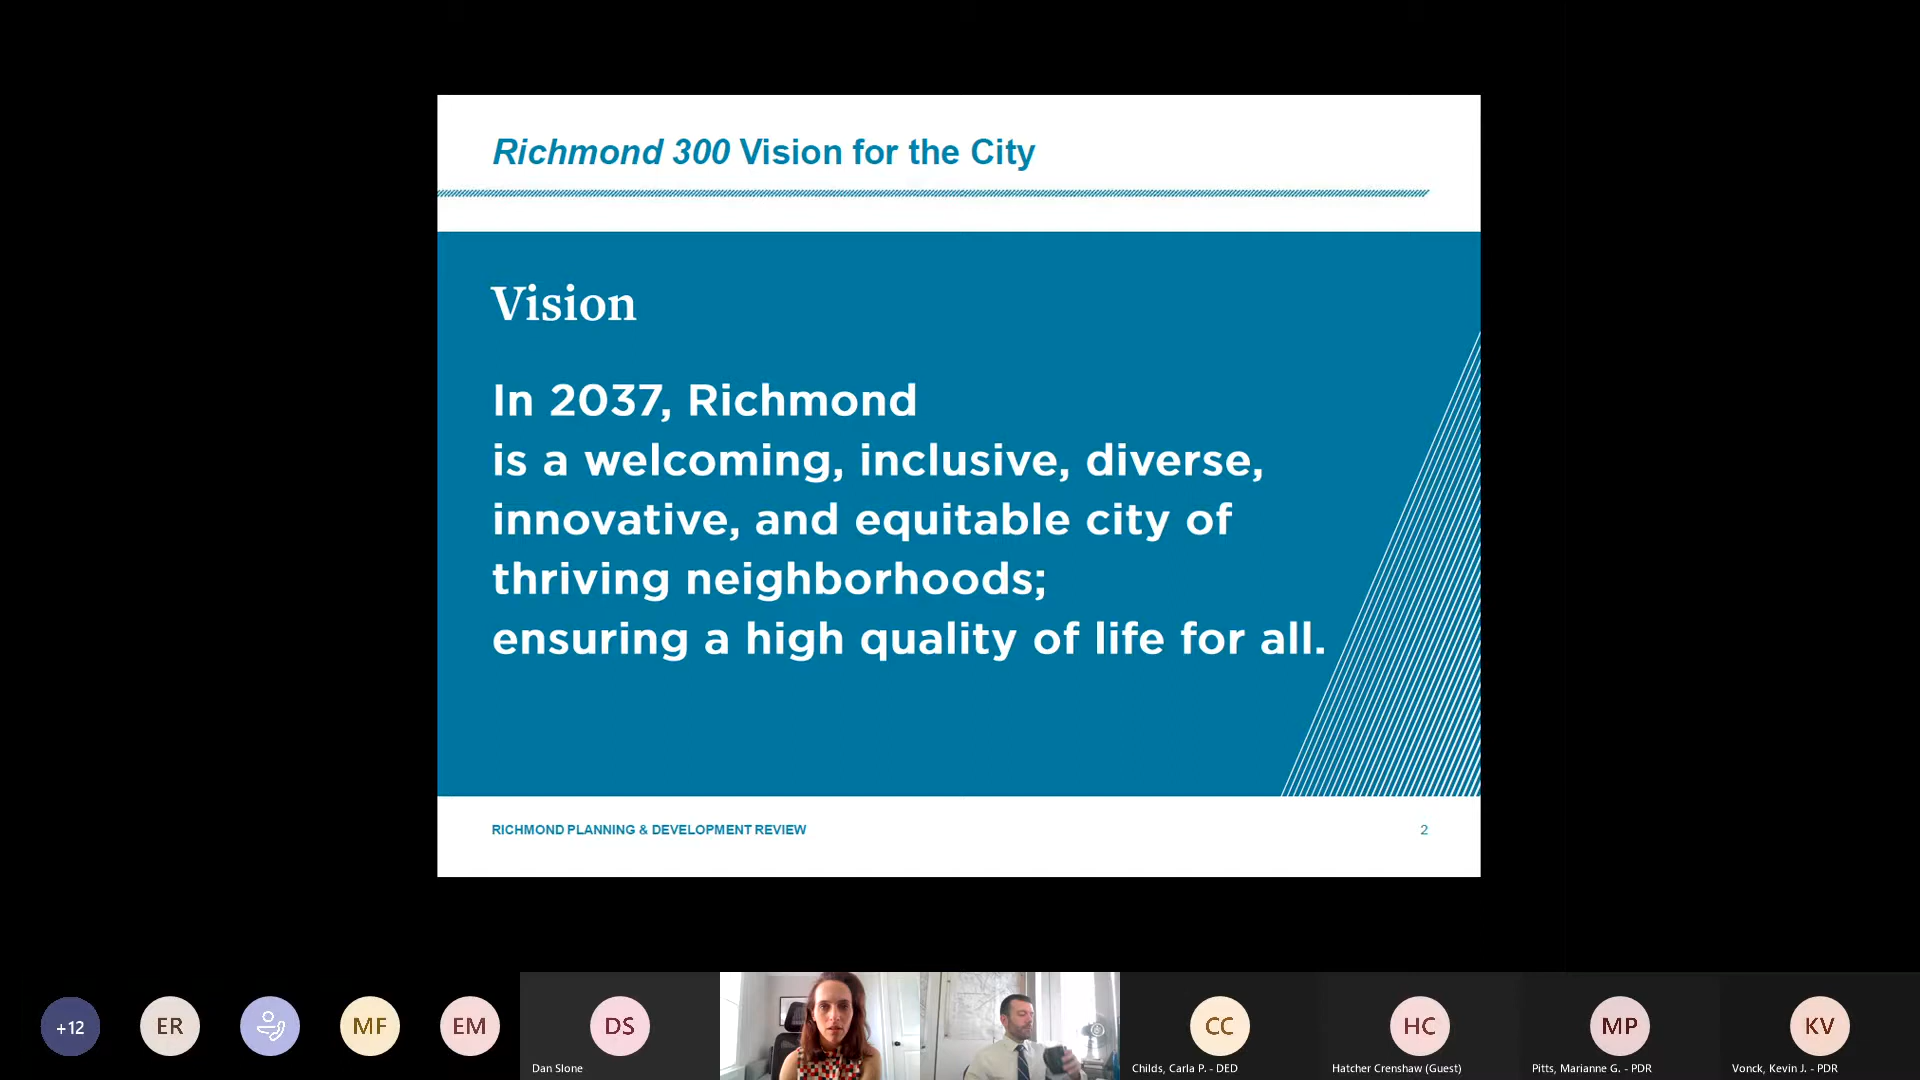 Richmond 300 Vision for the City
Vision
In 2037, Richmond
is a welcoming, inclusive, diverse,
innovative, and equitable city of
thriving neighborhoods;
ensuring a high quality of life for all.
RICHMOND PLANNING & DEVELOPMENT REVIEW
2
+12
ER
MF
EM
DS
CC
HC
MP
KV
Dan Slone
Childs, Carla P. - DED
Hatcher Crenshaw (Guest)
Pitts, Marianne G. - PDR
Vonck, Kevin J. - PDR